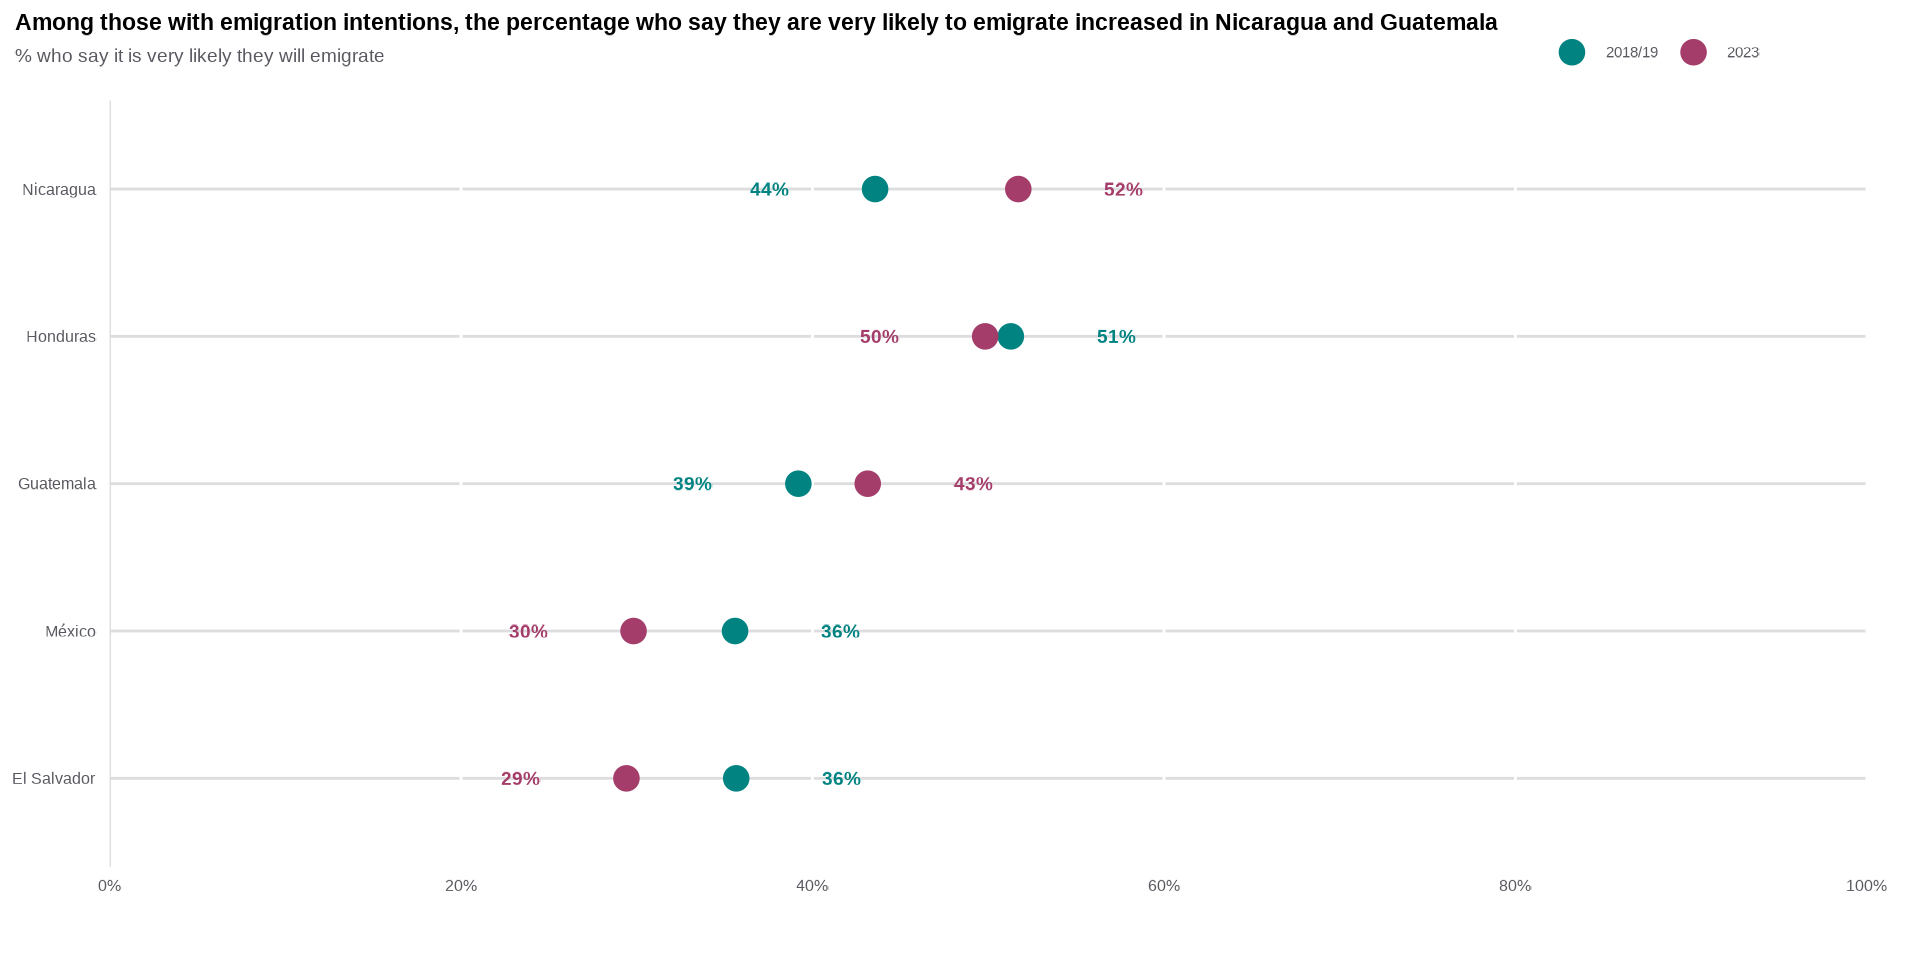 Among those with emigration intentions, the percentage who say they are very likely to emigrate increased in Nicaragua and Guatemala
% who say it is very likely they will emigrate
2018/19 2023
Nicaragua 44% 52%
Honduras 50% 51%
Guatemala 39% 43%
México 30% 36%
El Salvador 29% 36%
0% 20% 40% 60% 80% 100%